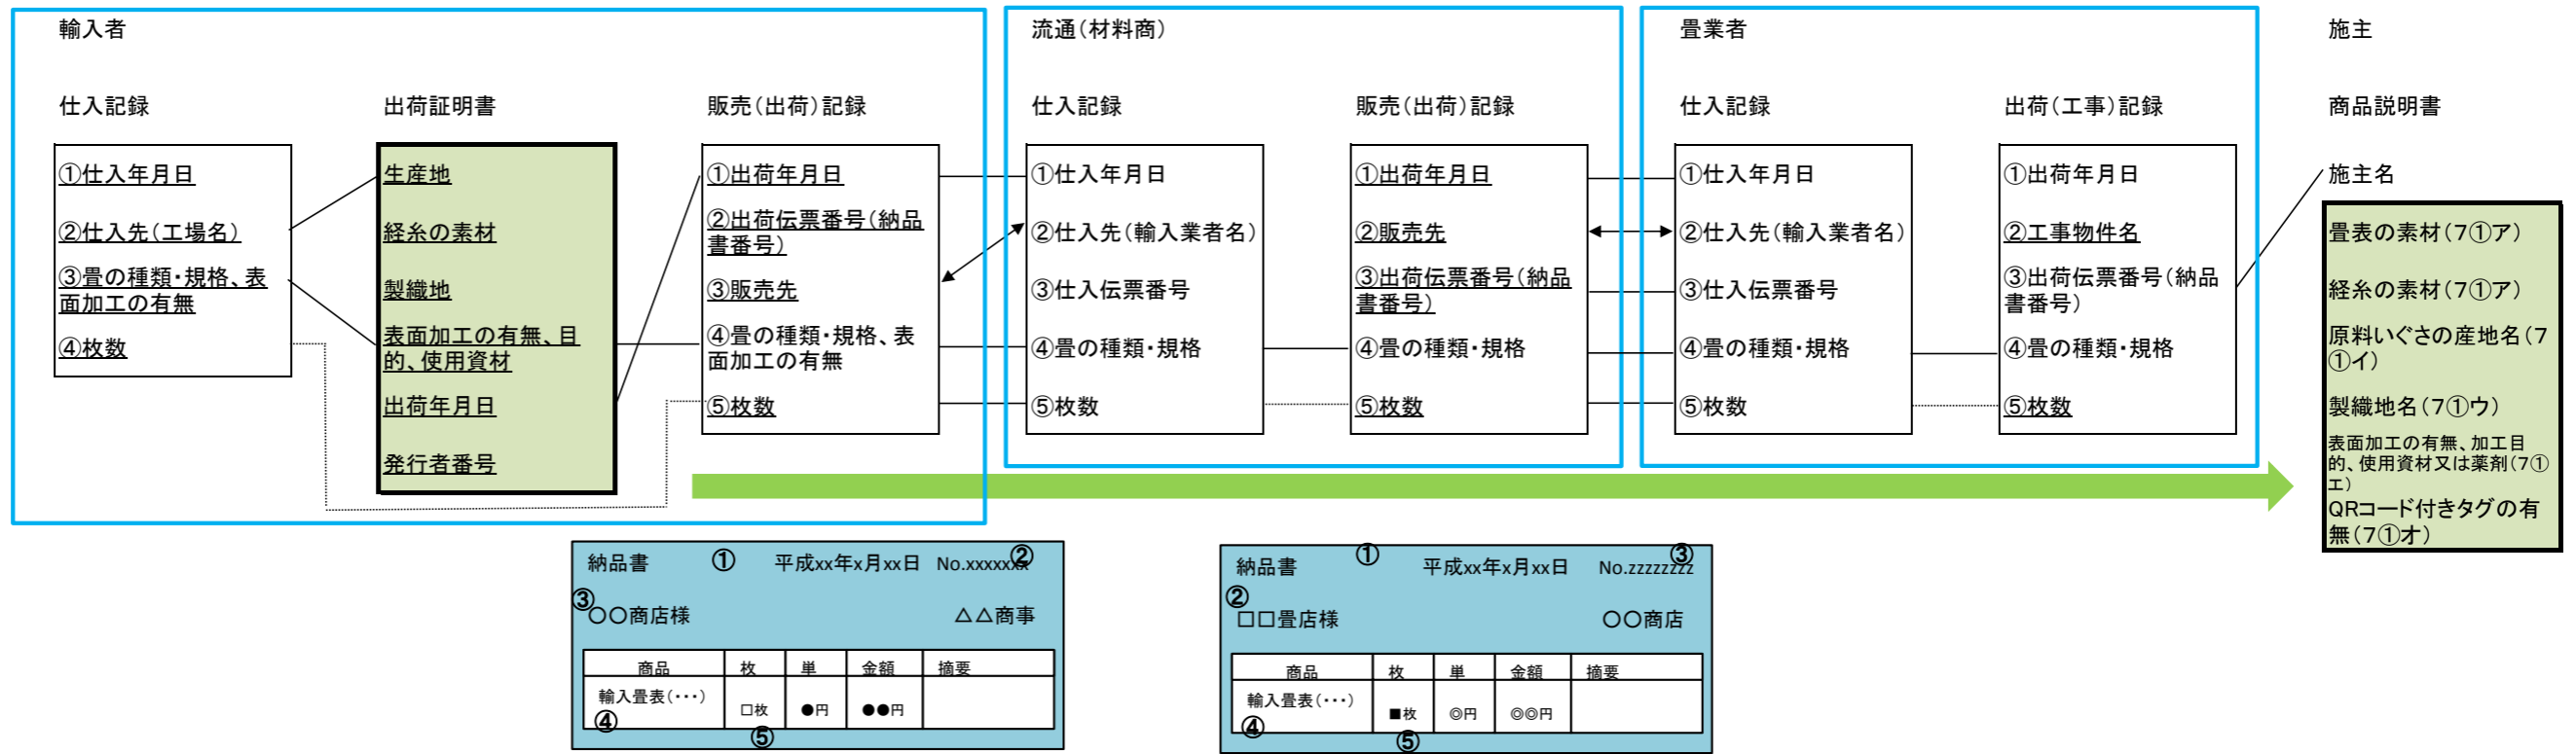 輸入者
仕入記録
①仕入年月日
②仕入先(工場名)
③畳の種類・規格、表
面加工の有無
④枚数
出荷証明書
生産地
経糸の素材
製織地
表面加工の有無、目
的、使用資材
出荷年月日
発行者番号
販売(出荷)記録
①出荷年月日
②出荷伝票番号(納品
書番号)
③販売先
④畳の種類・規格、表
面加工の有無
⑤枚数
流通(材料商)
仕入記録
①仕入年月日
②仕入先(輸入業者名)
③仕入伝票番号
④畳の種類・規格
⑤枚数
販売(出荷)記録
①出荷年月日
②販売先
③出荷伝票番号(納品
書番号)
④畳の種類・規格
⑤枚数
畳業者
仕入記録
①仕入年月日
②仕入先(輸入業者名)
③仕入伝票番号
④畳の種類・規格
⑤枚数
出荷(工事)記録
①出荷年月日
②工事物件名
③出荷伝票番号(納品
書番号)
④畳の種類・規格
⑤枚数
施主
商品説明書
施主名
畳表の素材(7①ア)
経糸の素材(7①ア)
原料いぐさの産地名(7
①イ)
製織地名(7①ウ)
表面加工の有無、加工目
的、使用資材又は薬剤(7①
エ)
QRコード付きタグの有
無(7①オ)
納品書 ① 平成xx年x月xx日 No.xxxxxxx ②
③
〇〇商店様 △△商事
商品 枚 単 金額 摘要
輸入畳表(・・・) □枚 ●円 ●●円
④ ⑤
納品書 ① 平成xx年x月xx日 No.zzzzzzzz ③
②
□□畳店様 〇〇商店
商品 枚 単 金額 摘要
輸入畳表(・・・) ■枚 ◎円 ◎◎円
④ ⑤